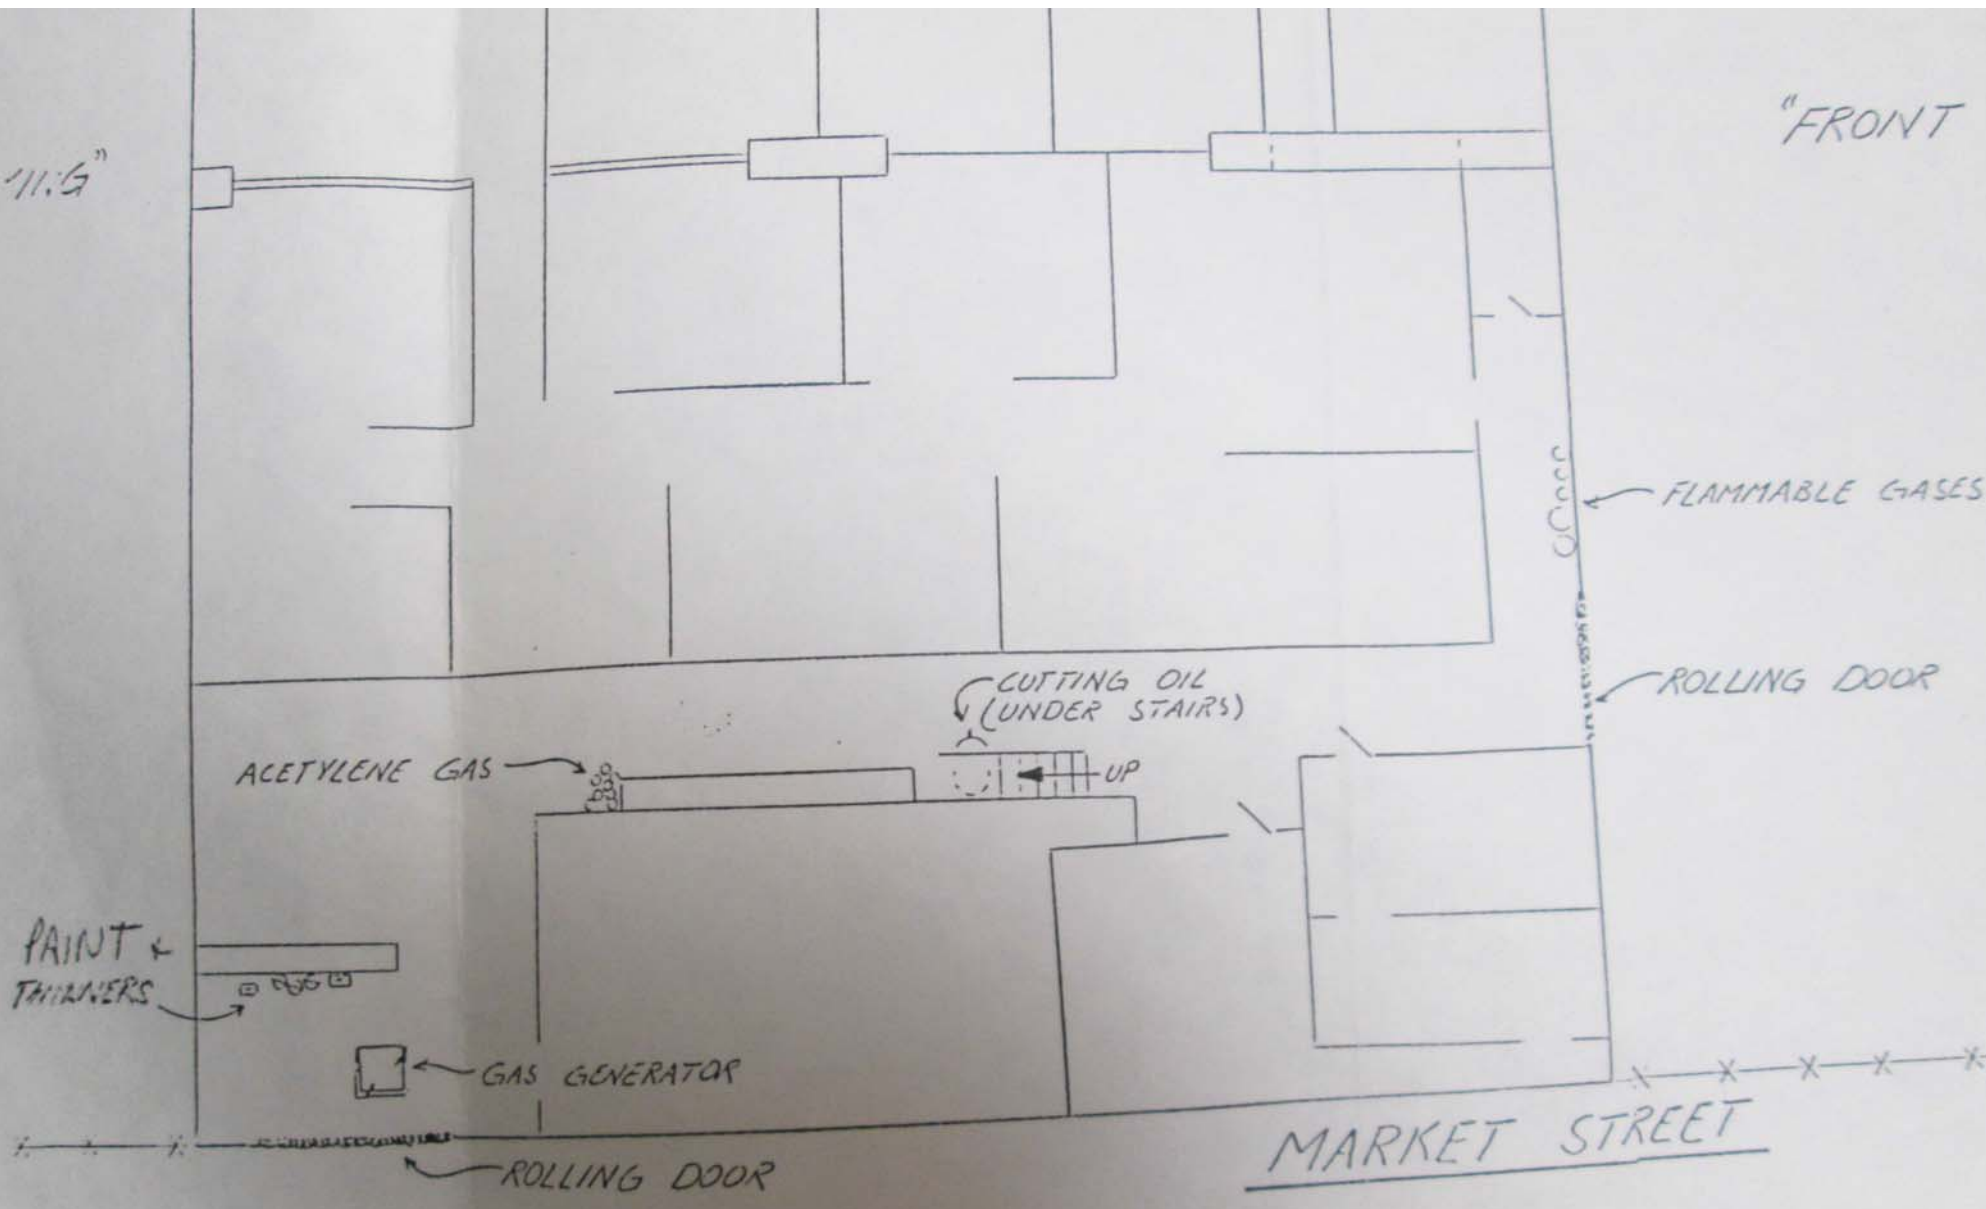 "FRONT
FLAMMABLE GASES
ROLLING DOOR
CUTTING OIL
(UNDER STAIRS)
ACETYLENE GAS
UP
PAINT &
THINNERS
GAS GENERATOR
ROLLING DOOR
MARKET STREET